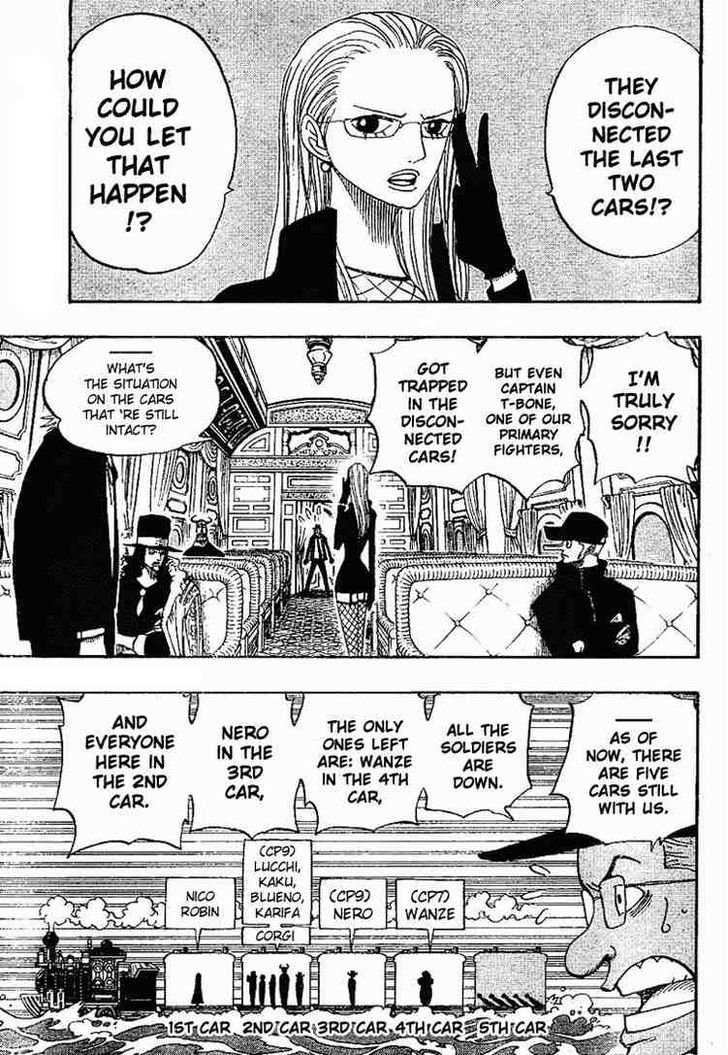 THEY
DISCON-
NECTED
THE LAST
TWO
CARS!?
HOW
COULD
YOU LET
THAT
HAPPEN
!?
I'M
TRULY
SORRY
!!
BUT EVEN
CAPTAIN
T-BONE,
ONE OF OUR
PRIMARY
FIGHTERS,
GOT
TRAPPED
IN THE
DISCON-
NECTED
CARS!
WHAT'S
THE SITUATION
ON THE CARS
THAT 'RE STILL
INTACT?
AS OF
NOW, THERE
ARE FIVE
CARS STILL
WITH US.
ALL THE
SOLDIERS
ARE
DOWN.
THE ONLY
ONES LEFT
ARE: WANZE
IN THE 4TH
CAR,
NERO
IN THE
3RD
CAR,
AND
EVERYONE
HERE IN
THE 2ND
CAR.
NICO
ROBIN
(CP9)
LUCCHI,
KAKU,
BLUENO,
KARIFA
CORGI
(CP9)
NERO
(CP7)
WANZE
1ST CAR 2ND CAR 3RD CAR 4TH CAR 5TH CAR